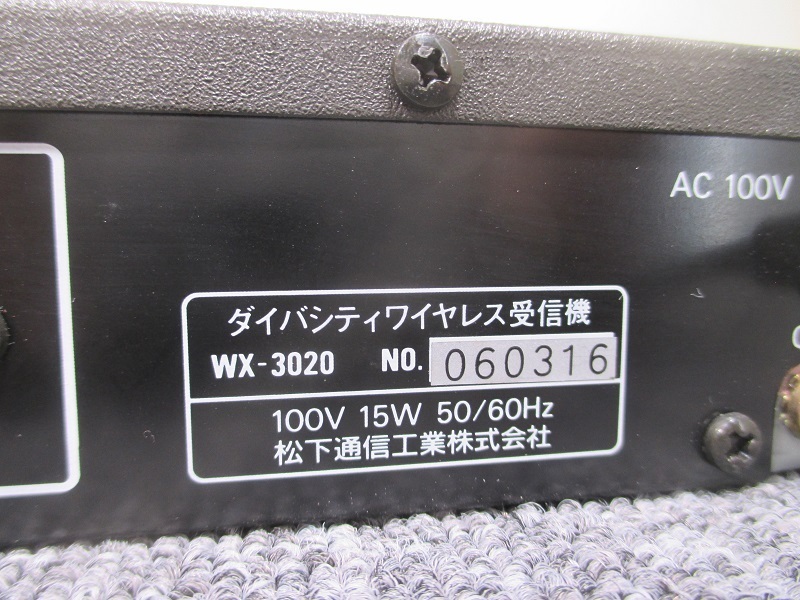 AC 100V
ダイバシティワイヤレス受信機
WX-3020 NO. 060316
100V 15W 50/60Hz
松下通信工業株式会社